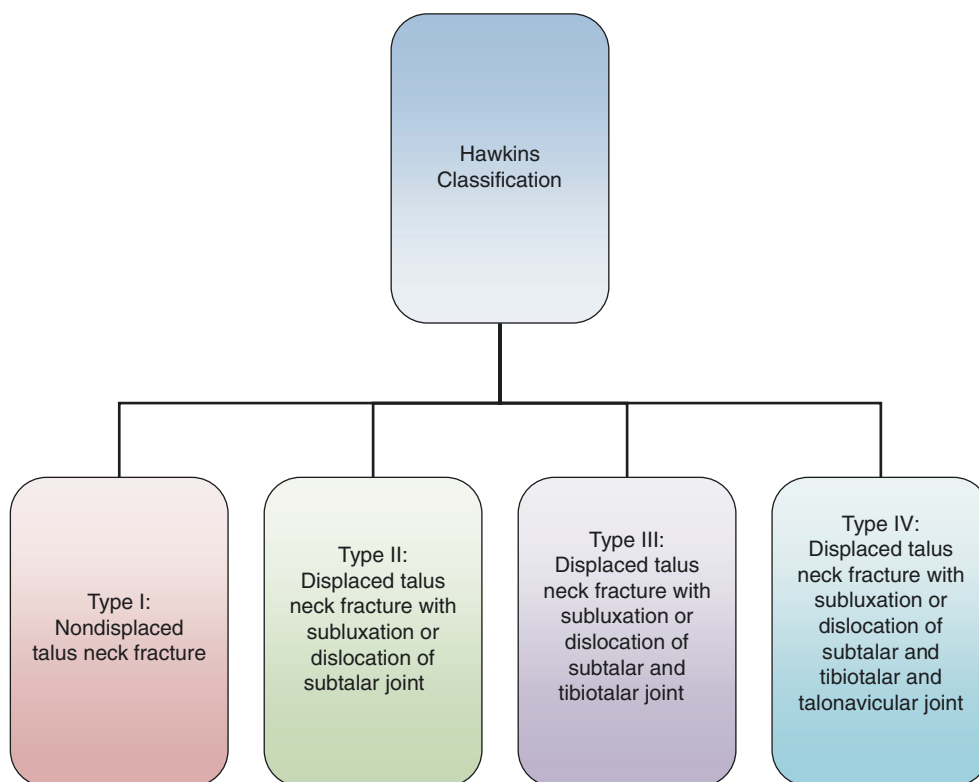 Hawkins
Classification
Type I:
Nondisplaced
talus neck fracture
Type II:
Displaced talus
neck fracture with
subluxation or
dislocation of
subtalar joint
Type III:
Displaced talus
neck fracture with
subluxation or
dislocation of
subtalar and
tibiotalar joint
Type IV:
Displaced talus
neck fracture with
subluxation or
dislocation of
subtalar and
tibiotalar and
talonavicular joint